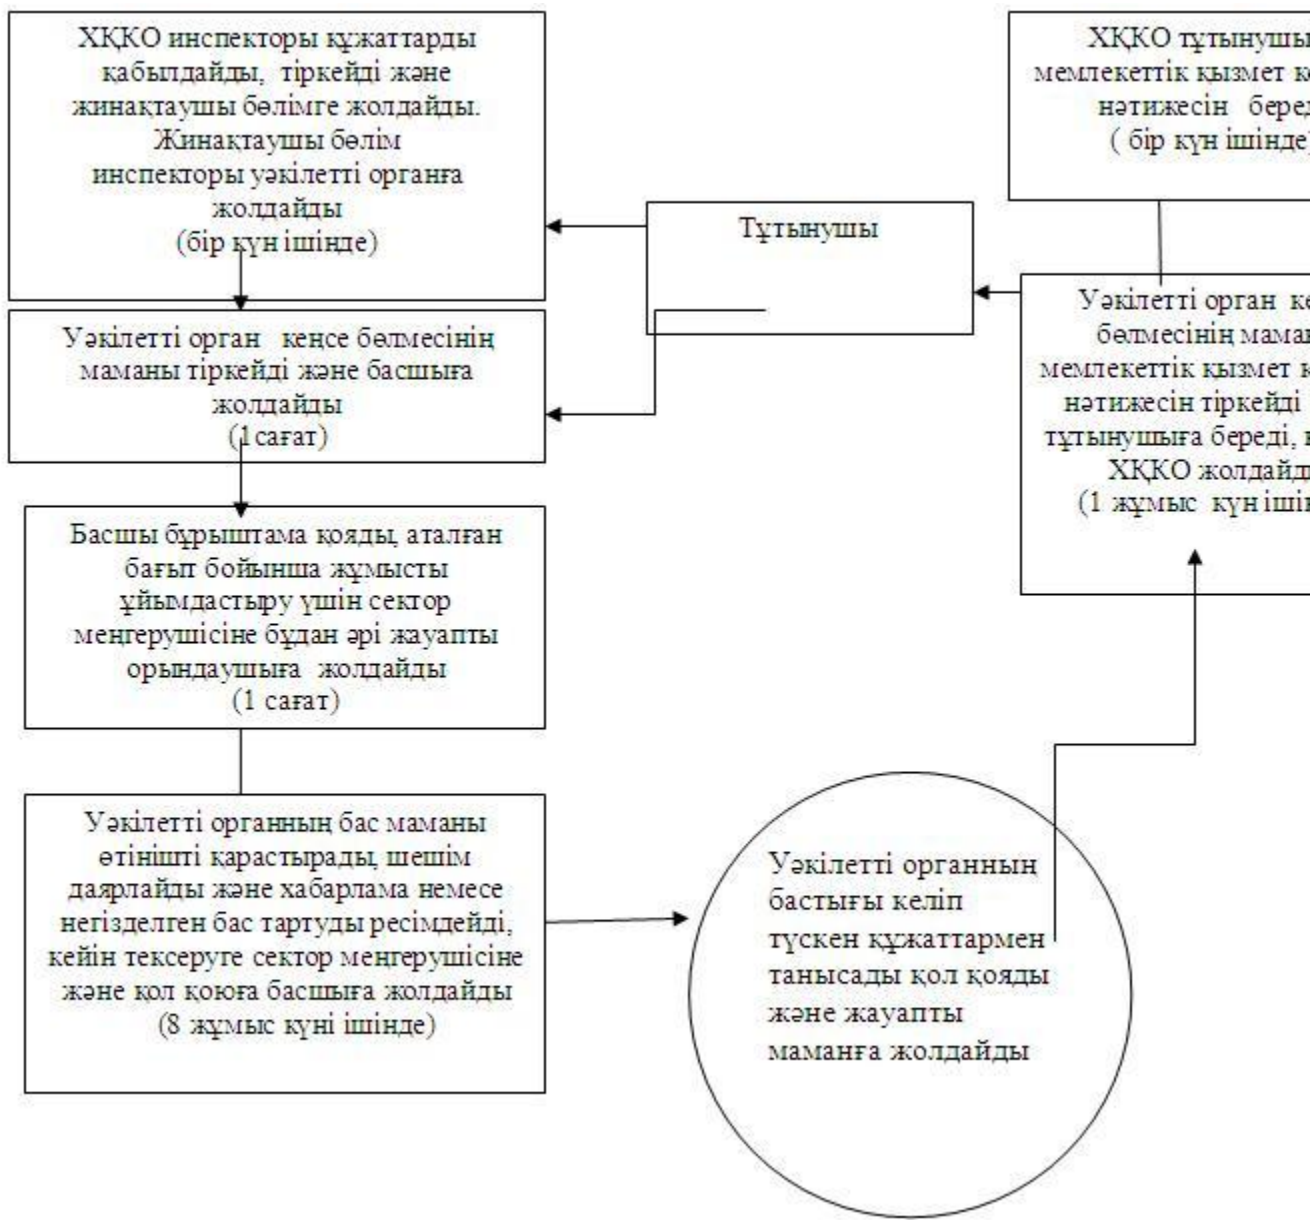 ХҚКО инспекторы құжаттарды
қабылдайды, тіркейді және
жинақтаушы бөлімге жолдайды.
Жинақтаушы бөлім
инспекторы уәкілетті органға
жолдайды
(бір күн ішінде)
Уәкілетті орган кеңсе бөлмесінің
маманы тіркейді және басшыға
жолдайды
(1сағат)
Басшы бұрыштама қояды, аталған
бағыт бойынша жұмысты
ұйымдастыру үшін сектор
меңгерушісіне бұдан әрі жауапты
орындаушыға жолдайды
(1 сағат)
Уәкілетті органның бас маманы
өтінішті қарастырады, шешім
даярлайды және хабарлама немесе
негізделген бас тартуды ресімдейді,
кейін тексеруге сектор меңгерушісіне
және қол қоюға басшыға жолдайды
(8 жұмыс күні ішінде)
Тұтынушы
Уәкілетті органның
бастығы келіп
түскен құжаттармен
танысады қол қояды
және жауапты
маманға жолдайды
ХҚКО тұтынушы
мемлекеттік қызмет
нәтижесін
( бір күн ішінде
Уәкілетті орган
бөлмесінің
мемлекеттік қызмет
нәтижесін тіркейді
тұтынушыға береді,
ХҚКО
(1 жұмыс күн